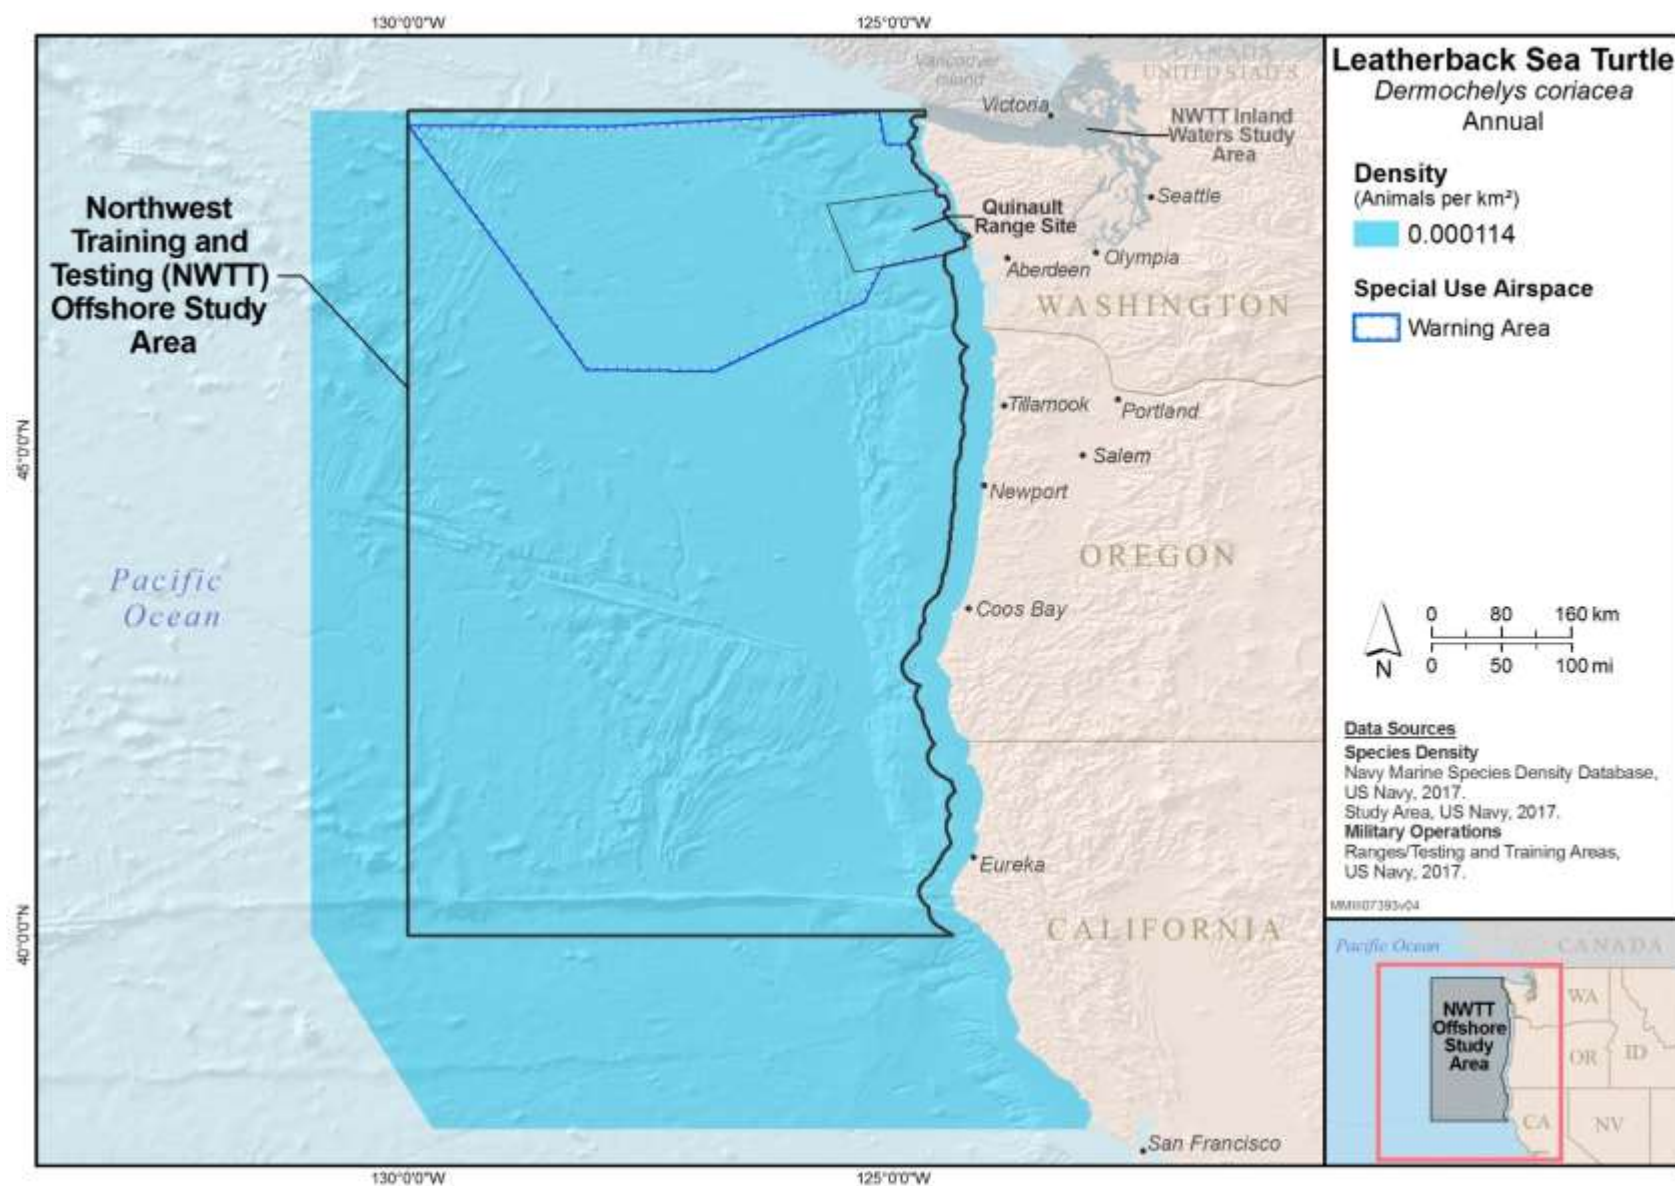 130°0'0"W
125°0'0"W
Vancouver
Island
CANADA
UNITED STATES
Victoria
NWTT Inland
Waters Study
Area
Seattle
Northwest
Training and
Testing (NWTT)
Offshore Study
Area
Quinault
Range Site
Aberdeen
Olympia
WASHINGTON
Tillamook
Portland
45°0'0"N
Salem
Newport
OREGON
Pacific
Ocean
Coos Bay
Eureka
CALIFORNIA
40°0'0"N
San Francisco
130°0'0"W
125°0'0"W
Leatherback Sea Turtle
Dermochelys coriacea
Annual
Density
(Animals per km²)
0.000114
Special Use Airspace
Warning Area
0 80 160 km
0 50 100 mi
N
Data Sources
Species Density
Navy Marine Species Density Database,
US Navy, 2017.
Study Area, US Navy, 2017.
Military Operations
Ranges/Testing and Training Areas,
US Navy, 2017.
Pacific Ocean
CANADA
NWTT
Offshore
Study
Area
WA
OR
ID
CA
NV